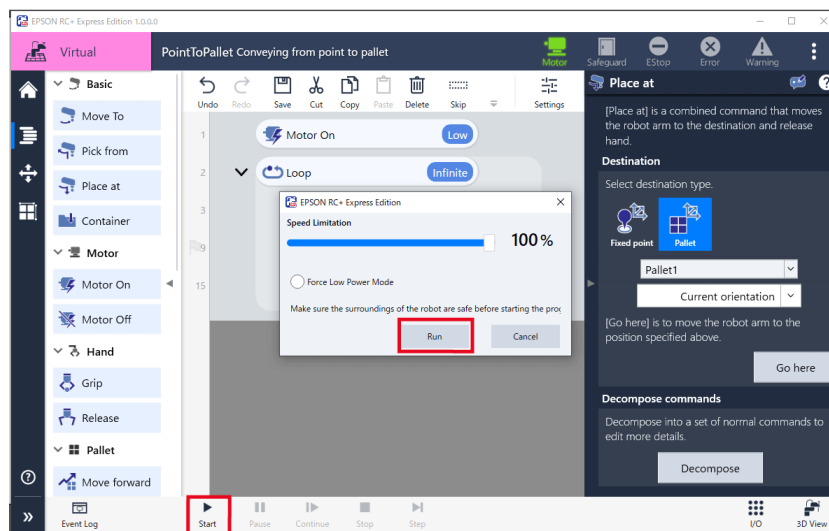 EPSON RC+ Express Edition 1.0.0.0
Virtual
PointToPallet Conveying from point to pallet
Motor
Safeguard
EStop
Error
Warning
Basic
Move To
Pick from
Place at
Container
Motor
Motor On
Motor Off
Hand
Grip
Release
Pallet
Move forward
Undo
Redo
Save
Cut
Copy
Paste
Delete
Skip
Settings
1
Motor On
Low
2
Loop
Infinite
3
9
15
EPSON RC+ Express Edition
Speed Limitation
100 %
Force Low Power Mode
Make sure the surroundings of the robot are safe before starting the prog
Run
Cancel
Place at
?
[Place at] is a combined command that moves
the robot arm to the destination and release
hand.
Destination
Select destination type.
Fixed point
Pallet
Pallet1
Current orientation
[Go here] is to move the robot arm to the
position specified above.
Go here
Decompose commands
Decompose into a set of normal commands to
edit more details.
Decompose
?
»
Event Log
Start
Pause
Continue
Stop
Step
I/O
3D View